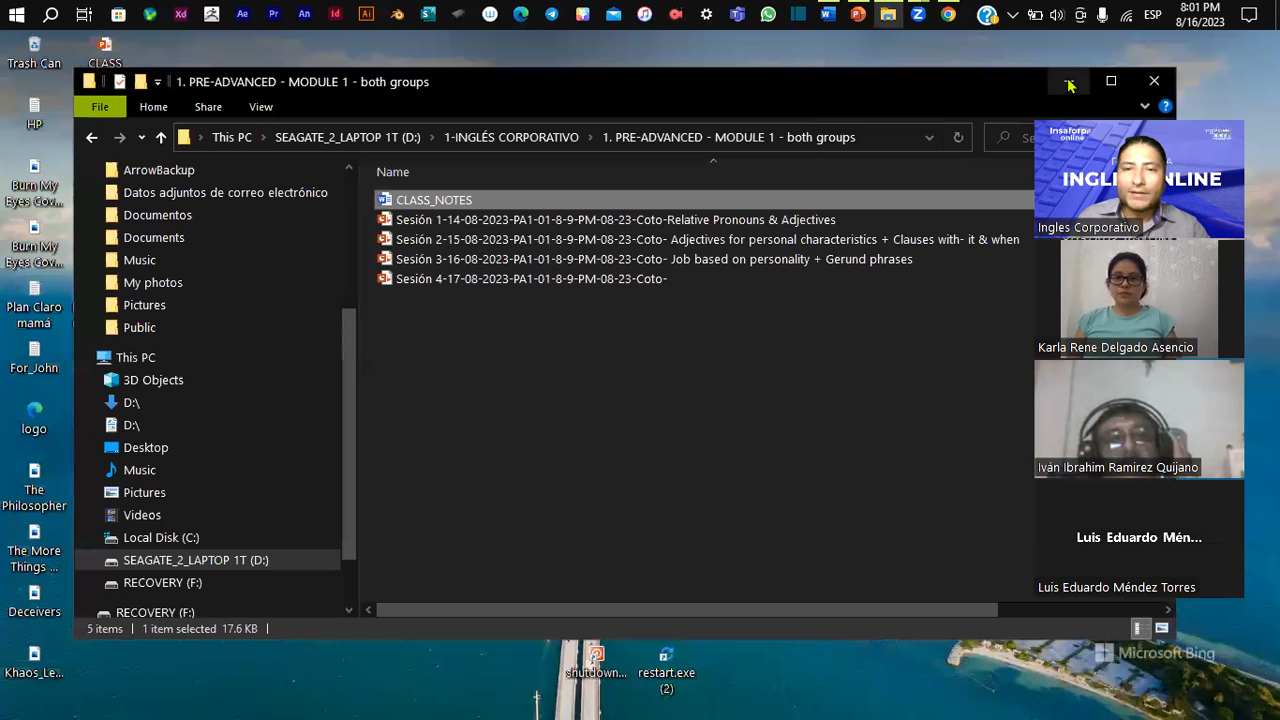 8:01 PM
ESP
8/16/2023
Trash Can
CLASS
HP
Burn My
Eyes Cov...
Burn My
Eyes Cov...
Plan Claro
mamá
For_John
logo
The
Philosopher
The More
Things ...
Deceivers
Khaos_Le...
1. PRE-ADVANCED - MODULE 1 - both groups
File
Home
Share
View
This PC
SEAGATE_2_LAPTOP 1T (D:)
1-INGLÉS CORPORATIVO
1. PRE-ADVANCED - MODULE 1 - both groups
ArrowBackup
Datos adjuntos de correo electrónico
Documentos
Documents
Music
My photos
Pictures
Public
This PC
3D Objects
D:\
D:\
Desktop
Music
Pictures
Videos
Local Disk (C:)
SEAGATE_2_LAPTOP 1T (D:)
RECOVERY (F:)
RECOVERY (F:)
Name
CLASS_NOTES
Sesión 1-14-08-2023-PA1-01-8-9-PM-08-23-Coto-Relative Pronouns & Adjectives
Sesión 2-15-08-2023-PA1-01-8-9-PM-08-23-Coto- Adjectives for personal characteristics + Clauses with- it & when
Sesión 3-16-08-2023-PA1-01-8-9-PM-08-23-Coto- Job based on personality + Gerund phrases
Sesión 4-17-08-2023-PA1-01-8-9-PM-08-23-Coto-
5 items
1 item selected 17.6 KB
Ingles Corporativo
Karla Rene Delgado Asencio
Iván Ibrahim Ramirez Quijano
Luis Eduardo Mén...
Luis Eduardo Méndez Torres
shutdown...
restart.exe
(2)
Microsoft Bing